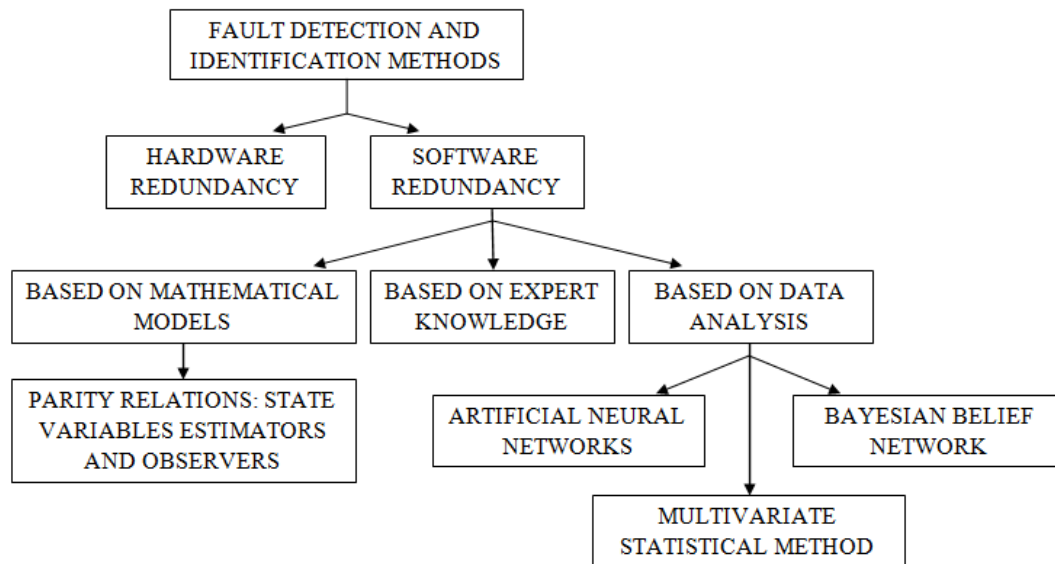 FAULT DETECTION AND
IDENTIFICATION METHODS
HARDWARE
REDUNDANCY
SOFTWARE
REDUNDANCY
BASED ON MATHEMATICAL
MODELS
BASED ON EXPERT
KNOWLEDGE
BASED ON DATA
ANALYSIS
PARITY RELATIONS: STATE
VARIABLES ESTIMATORS
AND OBSERVERS
ARTIFICIAL NEURAL
NETWORKS
BAYESIAN BELIEF
NETWORK
MULTIVARIATE
STATISTICAL METHOD